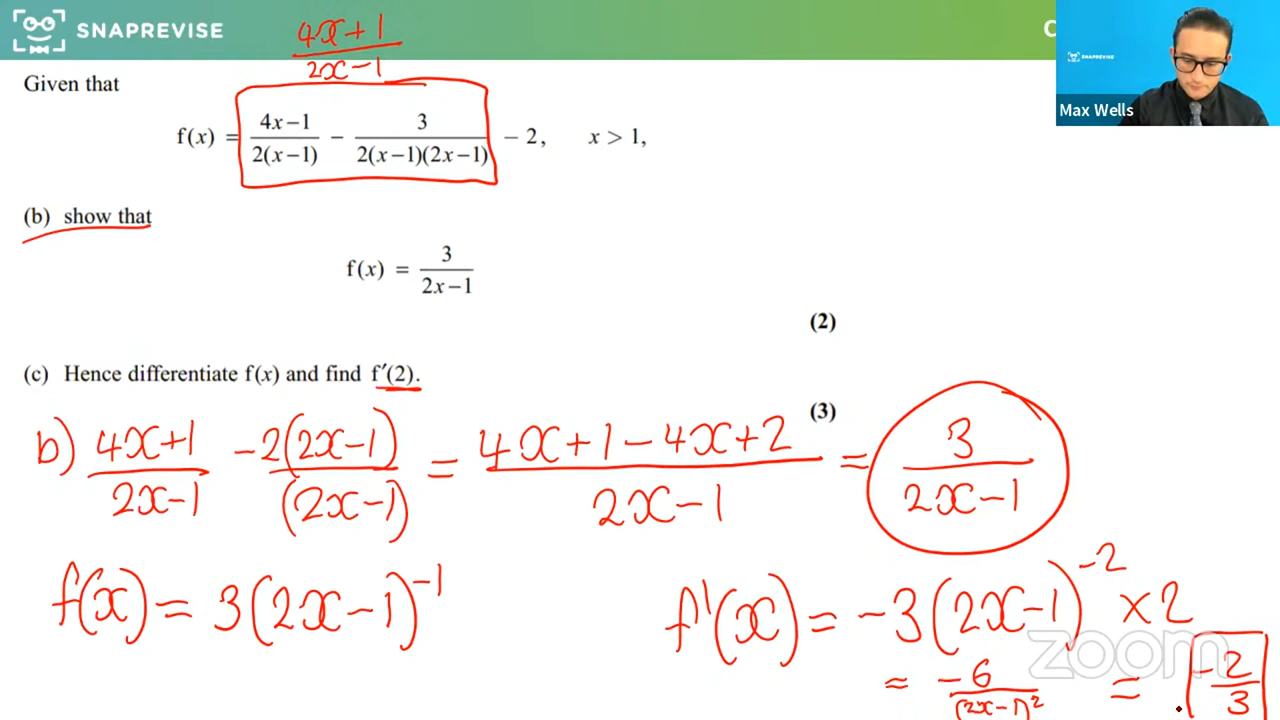 SNAPREVISE
4x+1
2x-1
Given that
f(x) = (4x-1)/(2(x-1)) - 3/(2(x-1)(2x-1)) - 2, x > 1,
Max Wells
(b) show that
f(x) = 3/(2x-1)
(2)
(c) Hence differentiate f(x) and find f′(2).
(3)
b) (4x+1)/(2x-1) -2(2x-1)/(2x-1) = (4x+1-4x+2)/(2x-1) = 3/(2x-1)
f(x) = 3(2x-1)⁻¹ f'(x) = -3(2x-1)⁻² × 2
zoom
= -6/(2x-1)² = -2/3